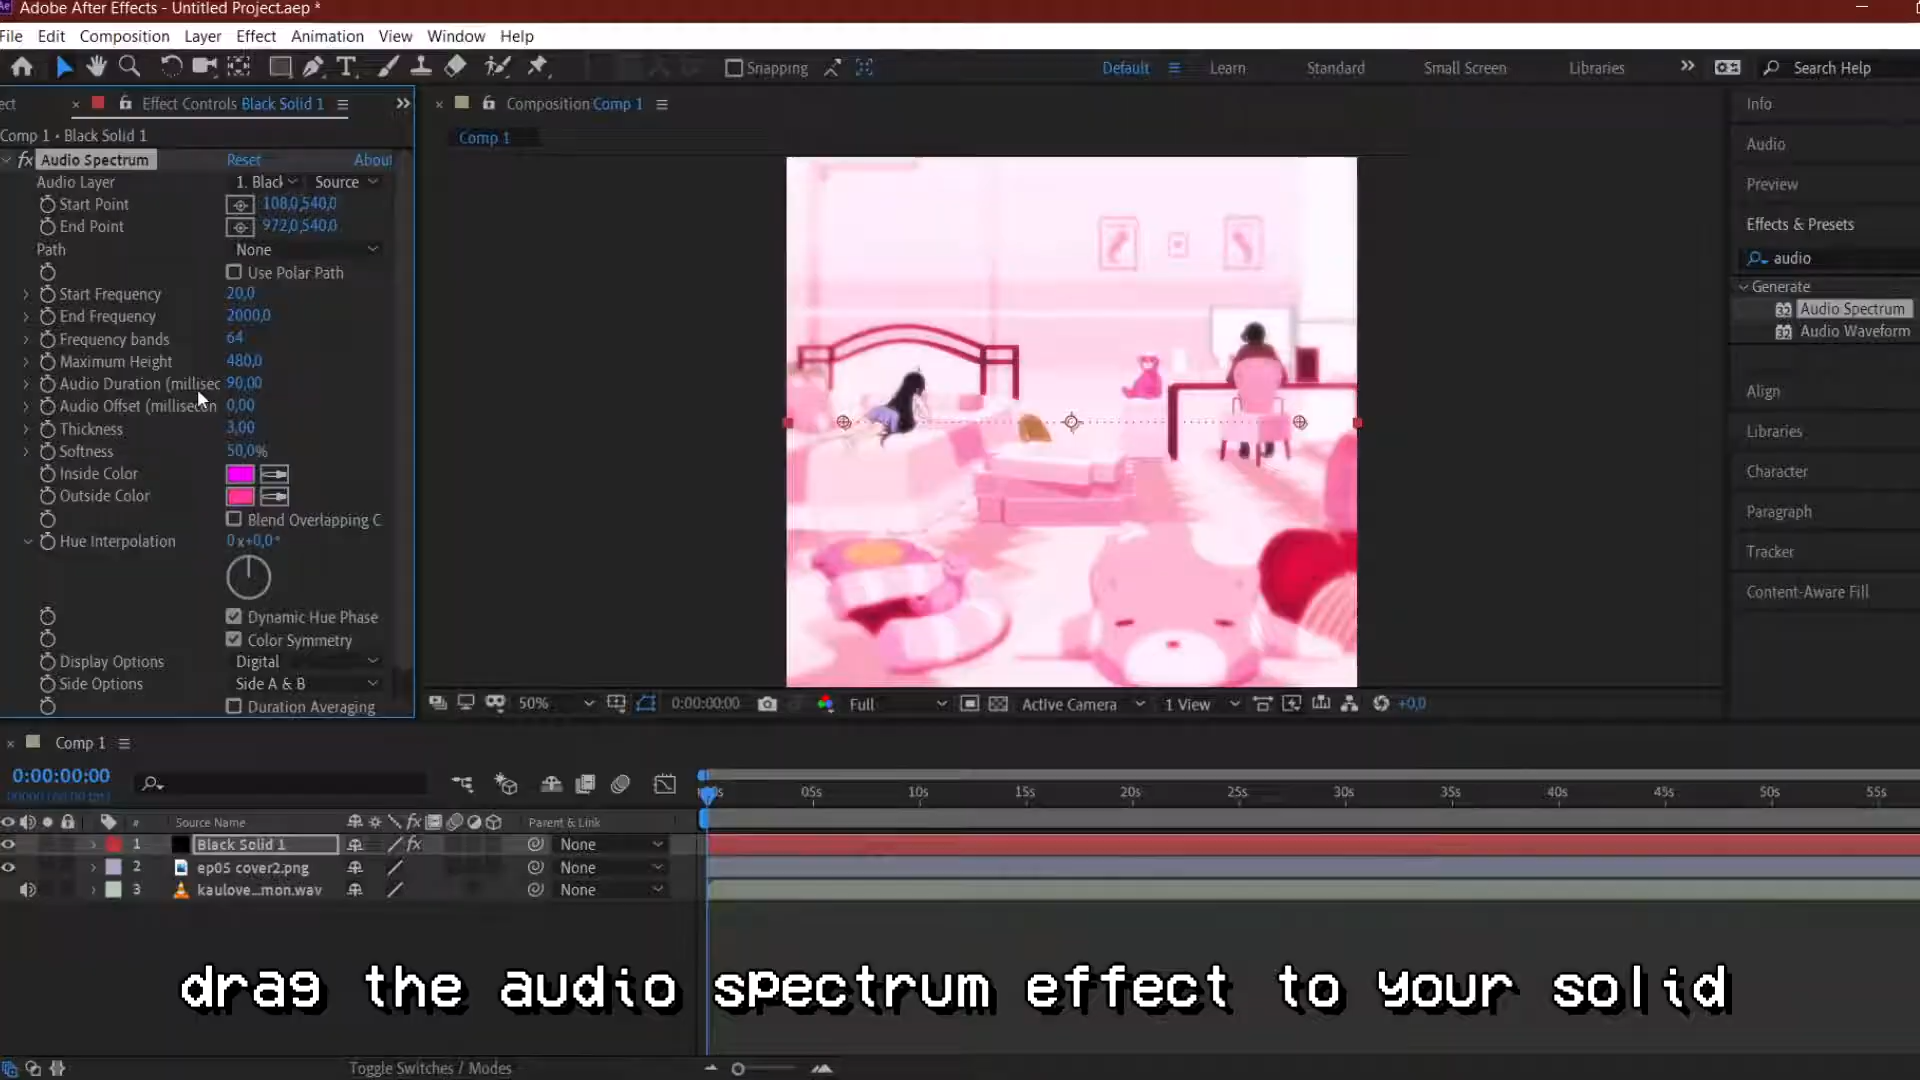 Adobe After Effects - Untitled Project.aep *
File Edit Composition Layer Effect Animation View Window Help
Snapping Default Learn Standard Small Screen Libraries Search Help
Effect Controls Black Solid 1
Composition Comp 1
Info
Comp 1 • Black Solid 1
Comp 1
Audio
fx Audio Spectrum Reset
Audio Layer 1. Black Source
Preview
Start Point 108,0,540,0
End Point 972,0,540,0
Effects & Presets
Path None
audio
Use Polar Path
Generate
Start Frequency 20,0
Audio Spectrum
End Frequency 2000,0
Audio Waveform
Frequency bands 64
Maximum Height 480,0
Audio Duration (millisec 90,00
Align
Audio Offset (millisecon 0,00
Thickness 3,00
Libraries
Softness 50,0%
Inside Color
Character
Outside Color
Paragraph
Blend Overlapping C
Hue Interpolation 0x+0,0°
Tracker
Content-Aware Fill
Dynamic Hue Phase
Color Symmetry
Display Options Digital
Side Options Side A & B
Duration Averaging
50% 0:00:00:00 Full Active Camera 1 View +0,0
Comp 1
0:00:00:00
05s 10s 15s 20s 25s 30s 35s 40s 45s 50s 55s
# Source Name fx Parent & Link
1 Black Solid 1 fx None
2 ep05 cover2.png None
3 kaulove...mon.wav None
drag the audio spectrum effect to your solid
Toggle Switches / Modes